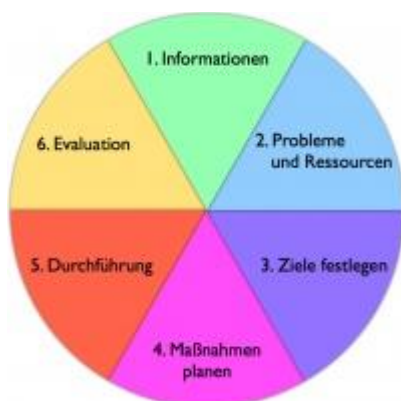 1. Informationen
2. Probleme
und Ressourcen
3. Ziele festlegen
4. Maßnahmen
planen
5. Durchführung
6. Evaluation